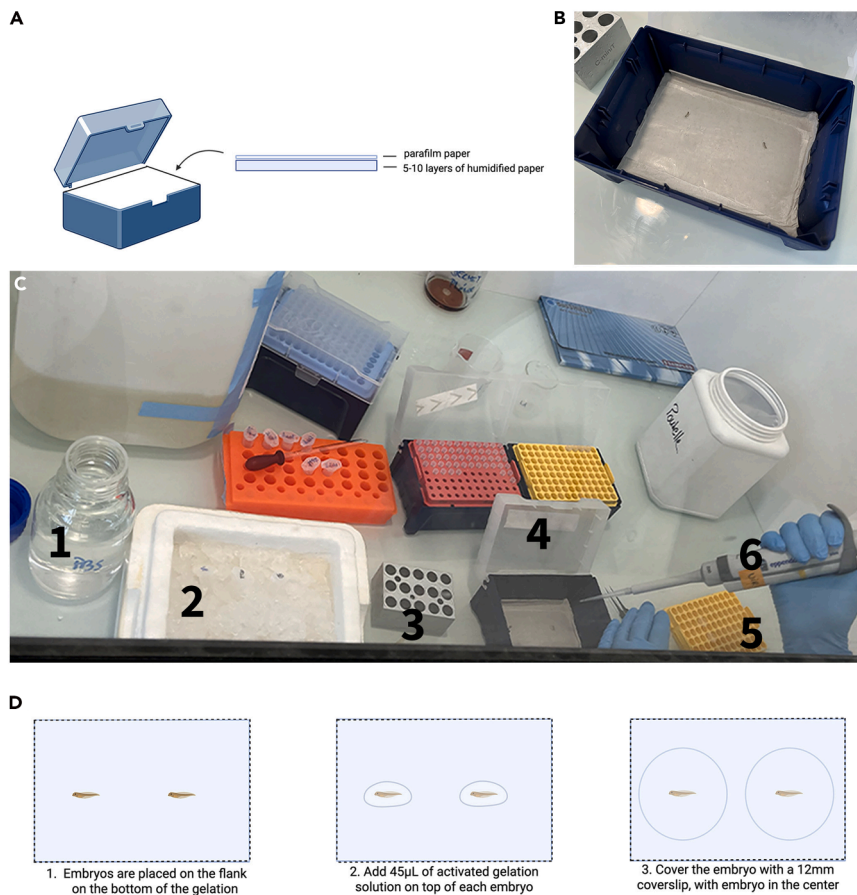 A
B
parafilm paper
5-10 layers of humidified paper
C
PBS
Poubelle
eppendorf
1
2
3
4
5
6
D
1. Embryos are placed on the flank
on the bottom of the gelation
2. Add 45µL of activated gelation
solution on top of each embryo
3. Cover the embryo with a 12mm
coverslip, with embryo in the center